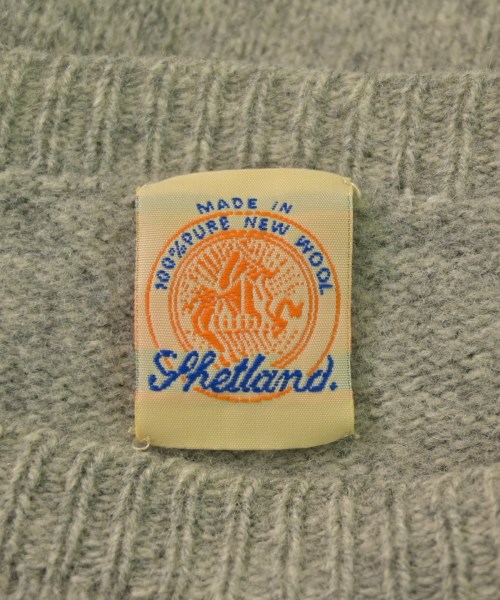 MADE IN
100% PURE NEW WOOL
Shetland.